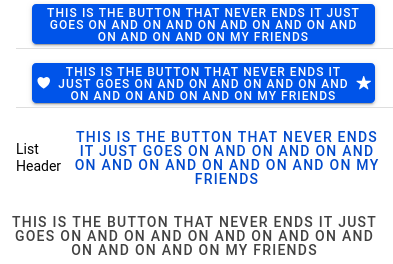 THIS IS THE BUTTON THAT NEVER ENDS IT JUST
GOES ON AND ON AND ON AND ON AND ON AND
ON AND ON AND ON MY FRIENDS
THIS IS THE BUTTON THAT NEVER ENDS IT
JUST GOES ON AND ON AND ON AND ON AND
ON AND ON AND ON AND ON MY FRIENDS
List
Header
THIS IS THE BUTTON THAT NEVER ENDS
IT JUST GOES ON AND ON AND ON AND
ON AND ON AND ON AND ON AND ON MY
FRIENDS
THIS IS THE BUTTON THAT NEVER ENDS IT JUST
GOES ON AND ON AND ON AND ON AND ON AND
ON AND ON AND ON MY FRIENDS